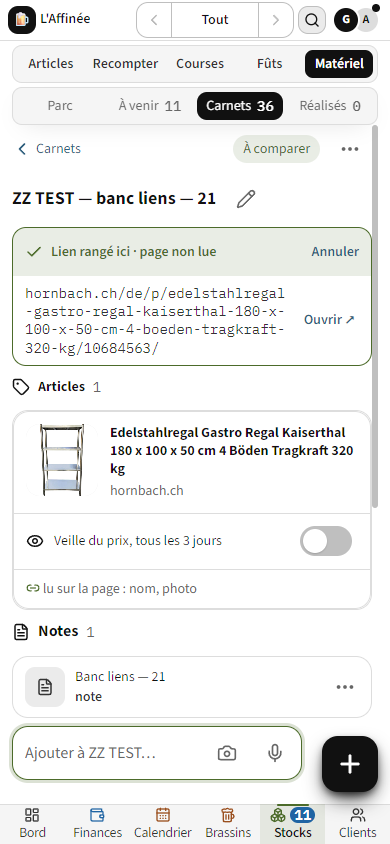 L'Affinée
Tout
G
A
Articles Recompter Courses Fûts Matériel
Parc À venir 11 Carnets 36 Réalisés 0
Carnets
À comparer
ZZ TEST — banc liens — 21
Lien rangé ici · page non lue
Annuler
hornbach.ch/de/p/edelstahlregal
-gastro-regal-kaiserthal-180-x-
100-x-50-cm-4-boeden-tragkraft-
320-kg/10684563/
Ouvrir ↗
Articles 1
Edelstahlregal Gastro Regal Kaiserthal
180 x 100 x 50 cm 4 Böden Tragkraft 320
kg
hornbach.ch
Veille du prix, tous les 3 jours
lu sur la page : nom, photo
Notes 1
Banc liens — 21
note
Ajouter à ZZ TEST…
11
Bord Finances Calendrier Brassins Stocks Clients